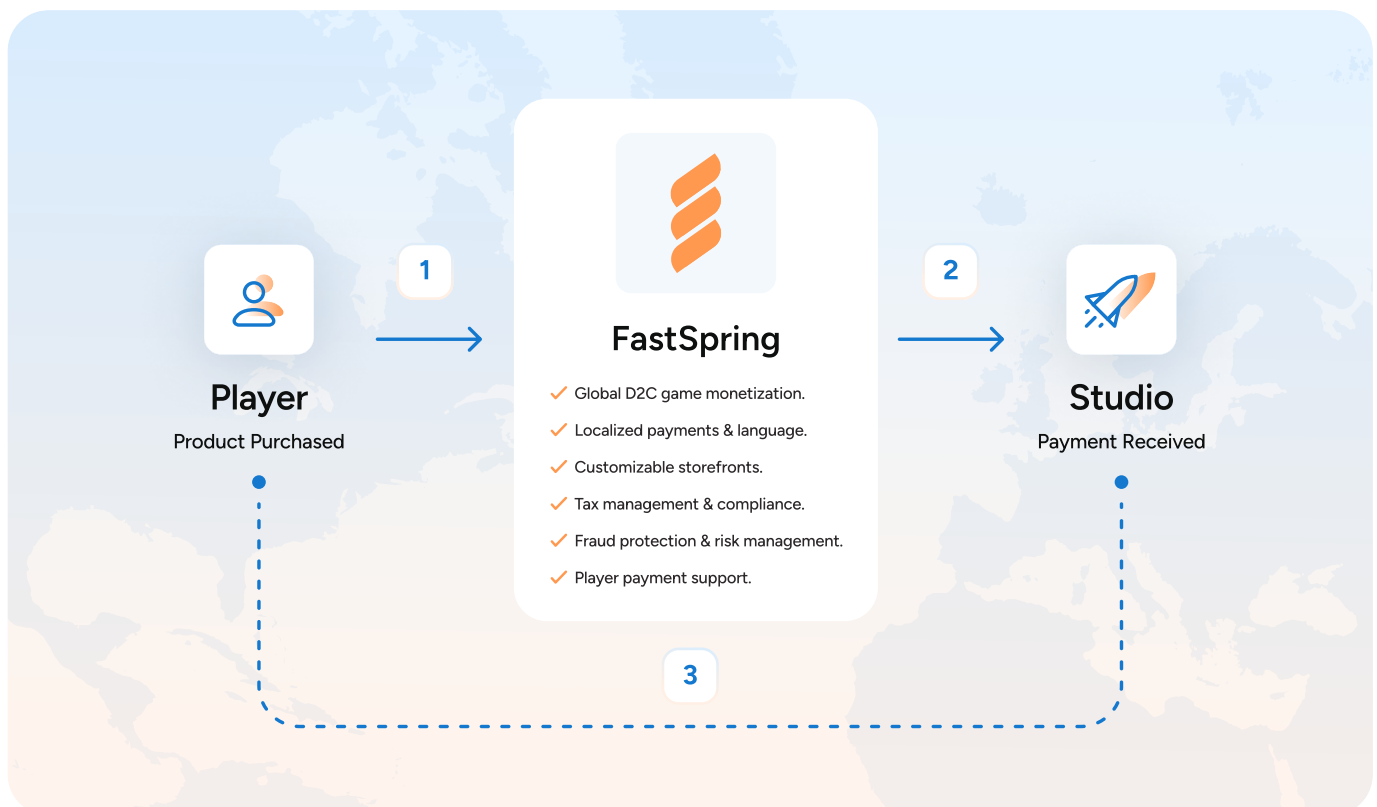 1
2
FastSpring
Global D2C game monetization.
Localized payments & language.
Customizable storefronts.
Tax management & compliance.
Fraud protection & risk management.
Player payment support.
Player
Product Purchased
Studio
Payment Received
3